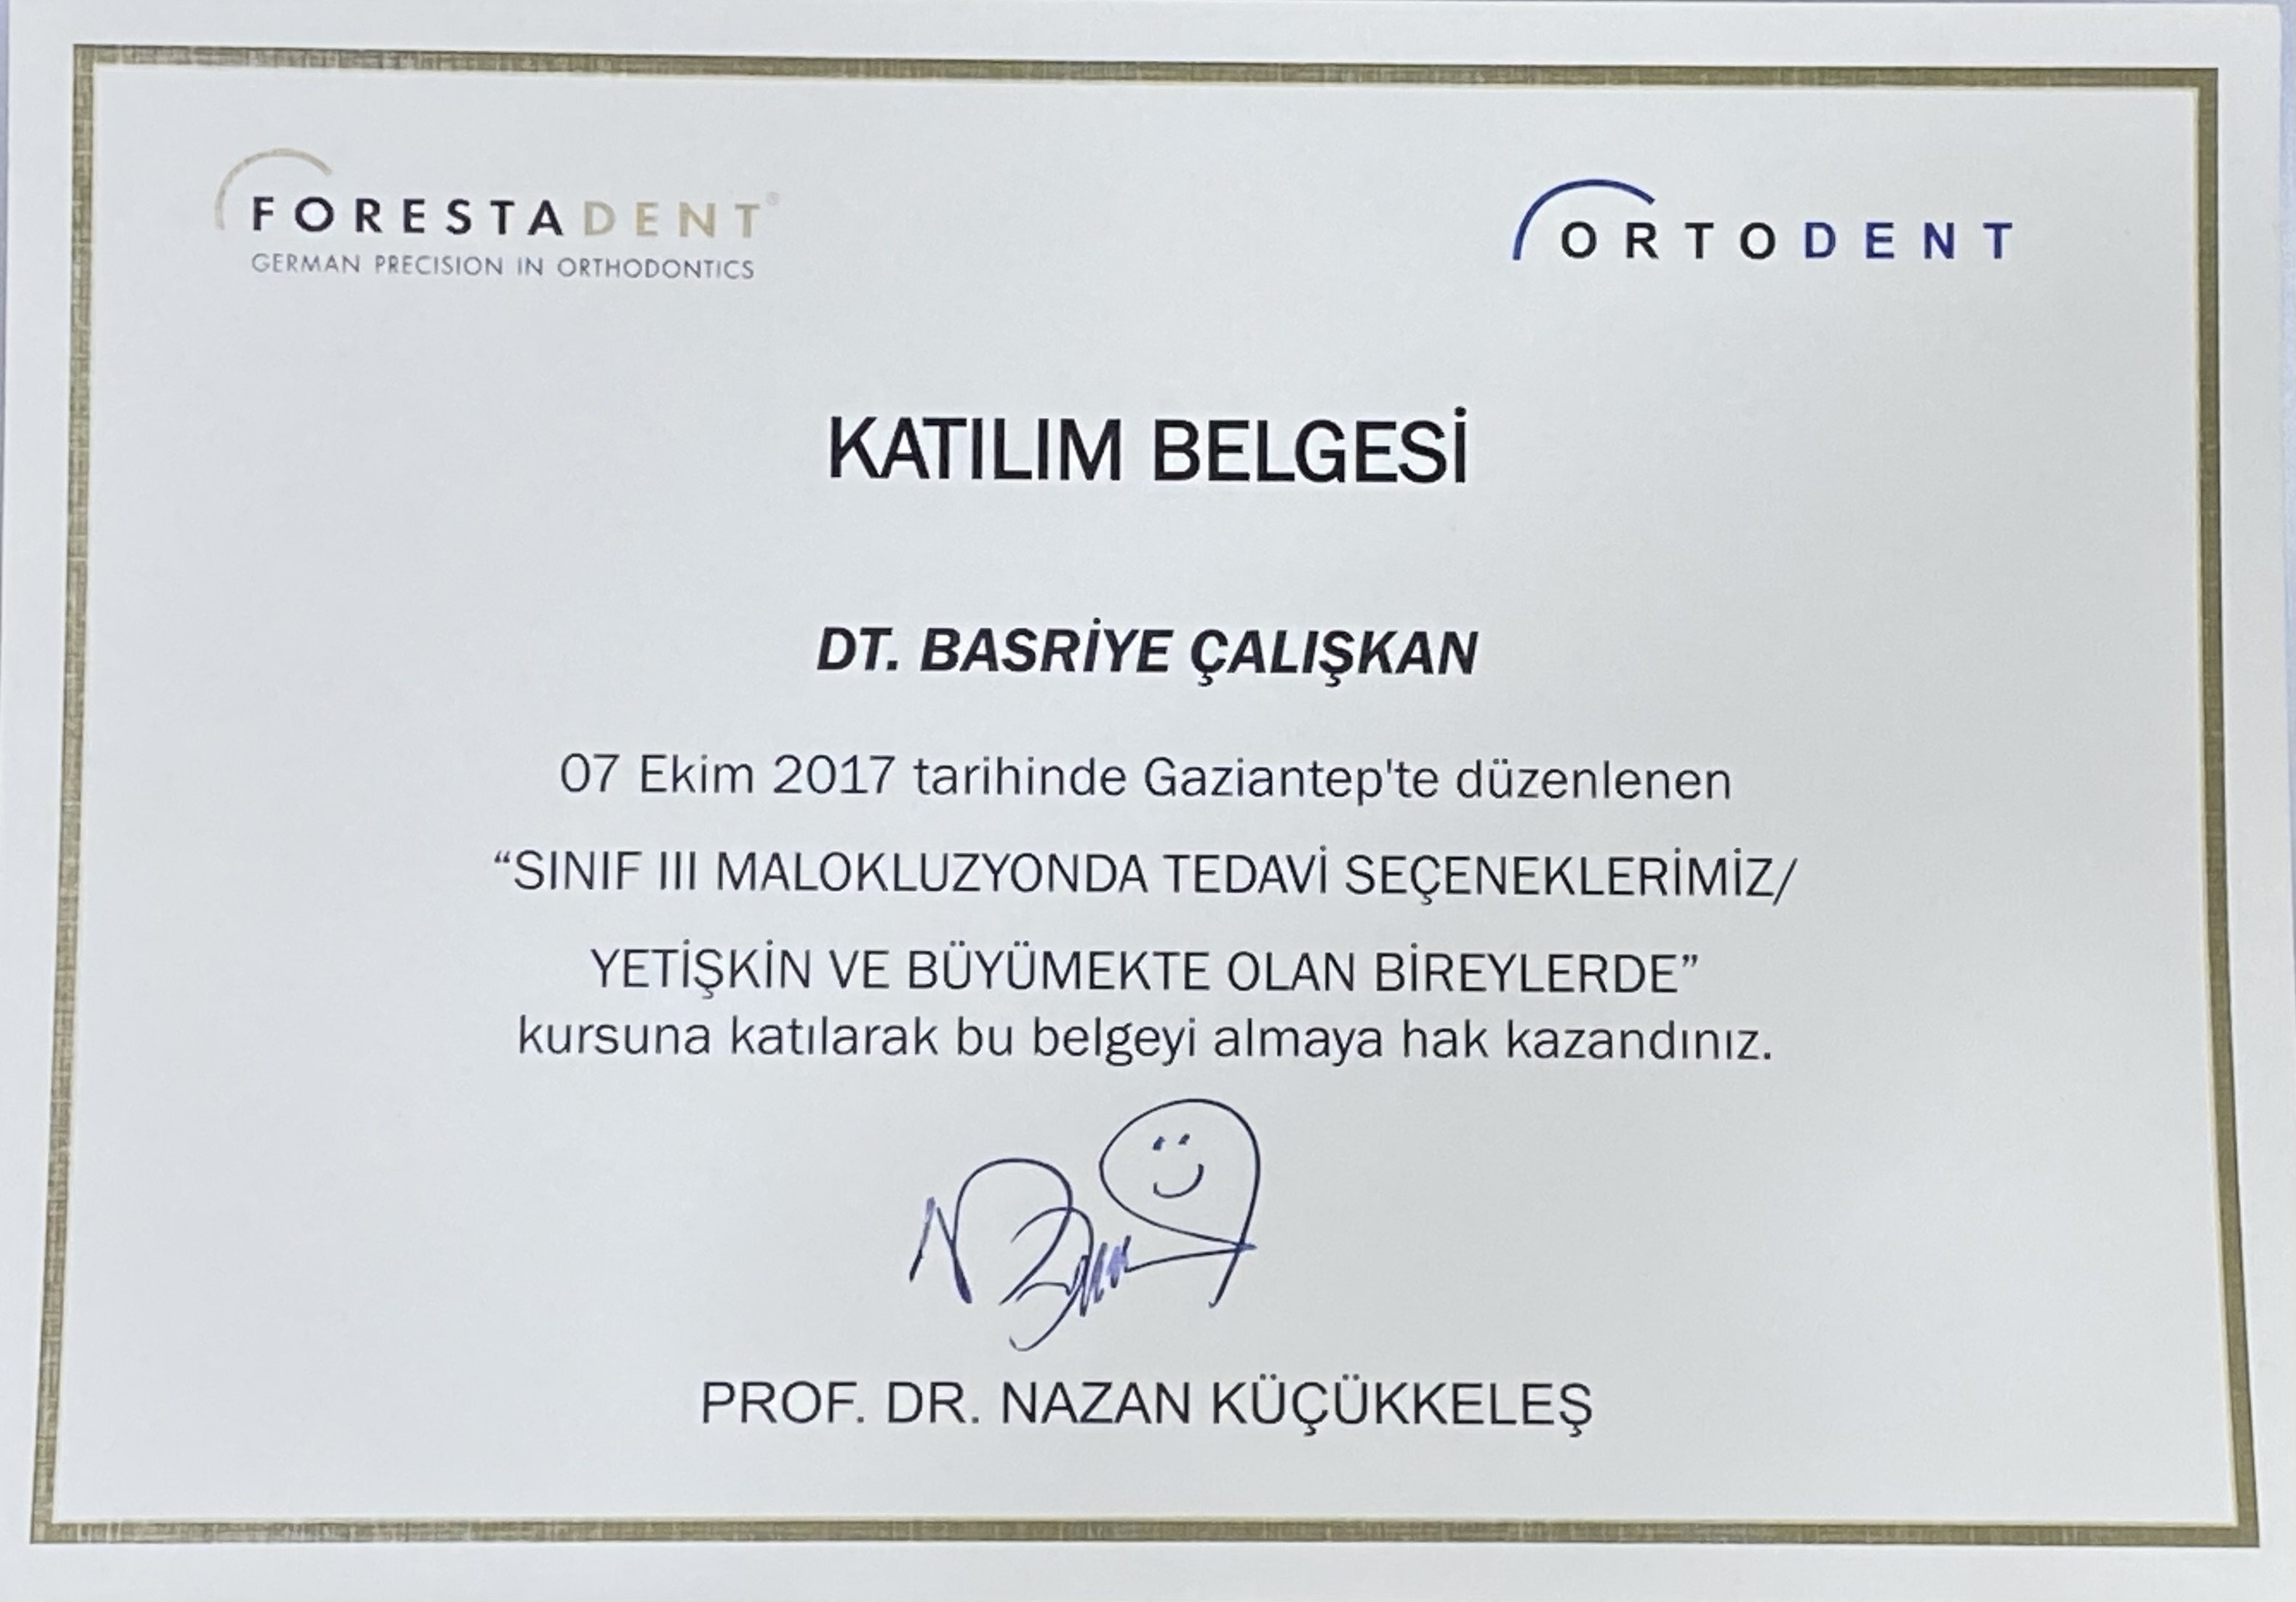 FORESTADENT®
GERMAN PRECISION IN ORTHODONTICS
ORTODENT
KATILIM BELGESİ
DT. BASRİYE ÇALIŞKAN
07 Ekim 2017 tarihinde Gaziantep'te düzenlenen
“SINIF III MALOKLUZYONDA TEDAVİ SEÇENEKLERİMİZ/
YETİŞKİN VE BÜYÜMEKTE OLAN BİREYLERDE”
kursuna katılarak bu belgeyi almaya hak kazandınız.
PROF. DR. NAZAN KÜÇÜKKELEŞ